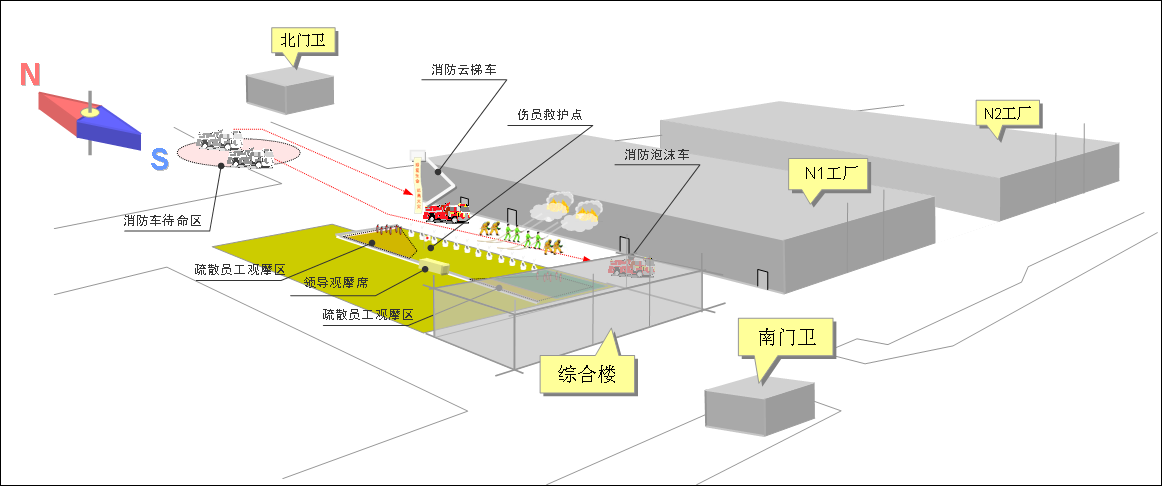 北门卫
N
消防云梯车
伤员救护点
N2工厂
消防泡沫车
S
N1工厂
消防车待命区
疏散员工观摩区
领导观摩席
疏散员工观摩区
南门卫
综合楼